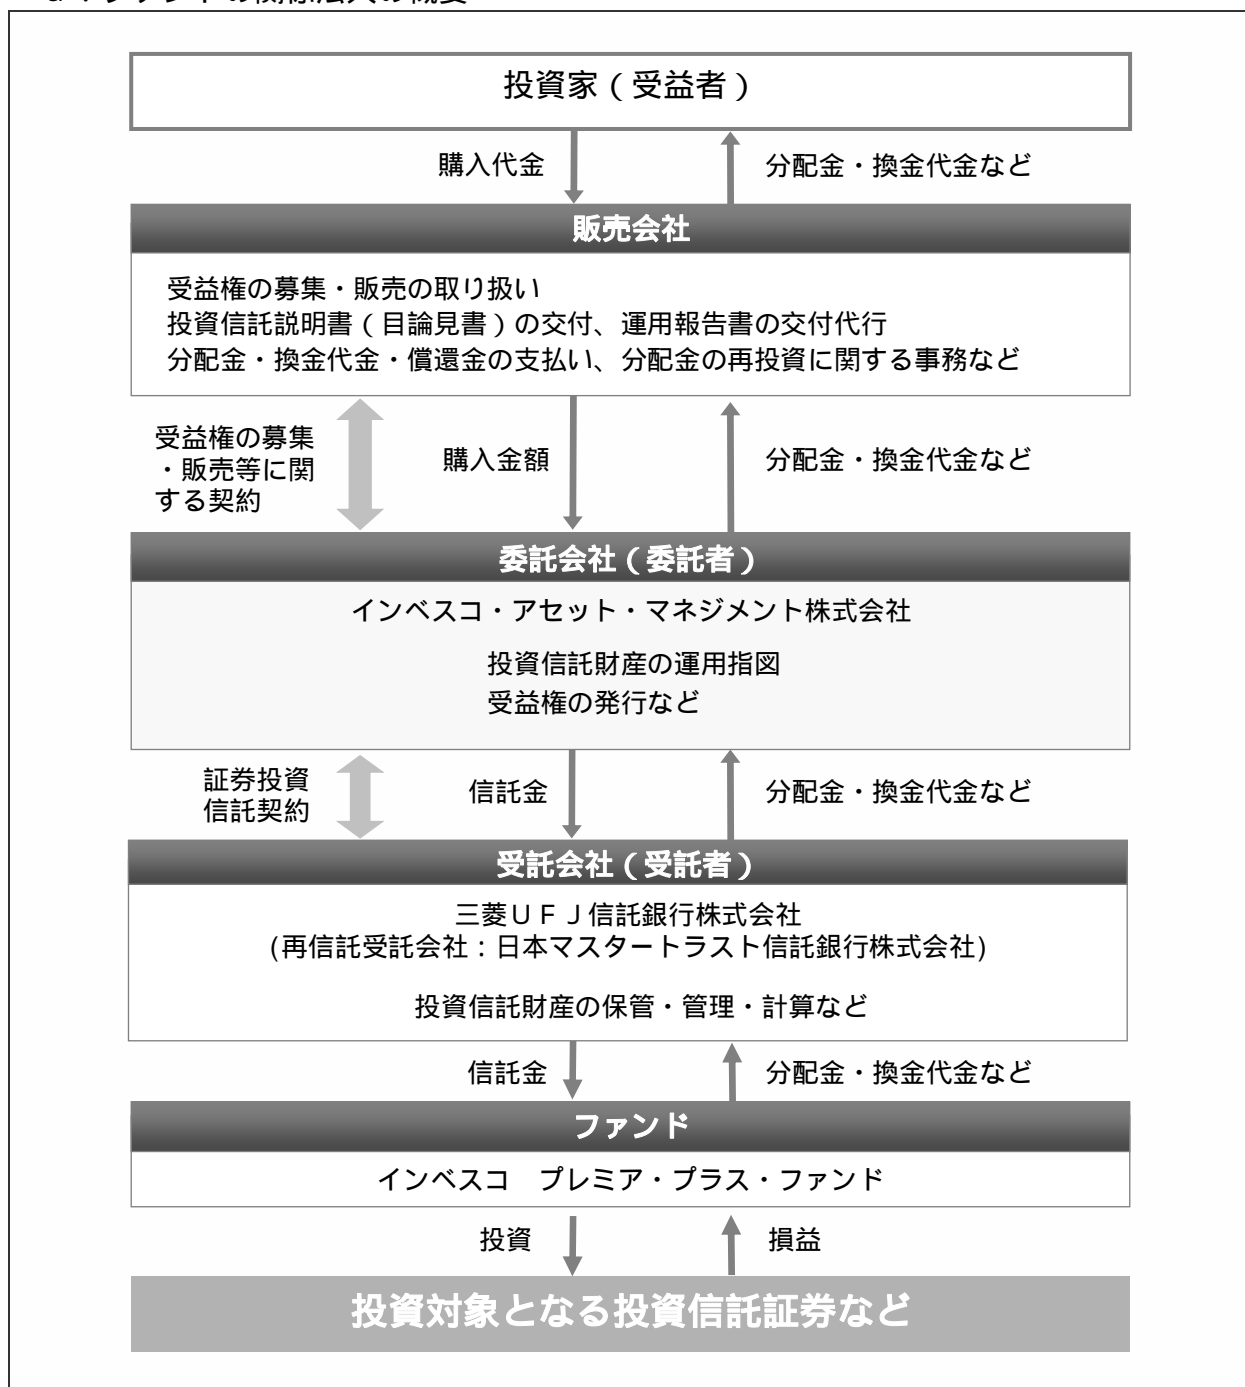 投資家（受益者）
購入代金
分配金・換金代金など
販売会社
受益権の募集・販売の取り扱い
投資信託説明書（目論見書）の交付、運用報告書の交付代行
分配金・換金代金・償還金の支払い、分配金の再投資に関する事務など
受益権の募集
・販売等に関
する契約
購入金額
分配金・換金代金など
委託会社（委託者）
インベスコ・アセット・マネジメント株式会社
投資信託財産の運用指図
受益権の発行など
証券投資
信託契約
信託金
分配金・換金代金など
受託会社（受託者）
三菱ＵＦＪ信託銀行株式会社
(再信託受託会社：日本マスタートラスト信託銀行株式会社)
投資信託財産の保管・管理・計算など
信託金
分配金・換金代金など
ファンド
インベスコ　プレミア・プラス・ファンド
投資
損益
投資対象となる投資信託証券など